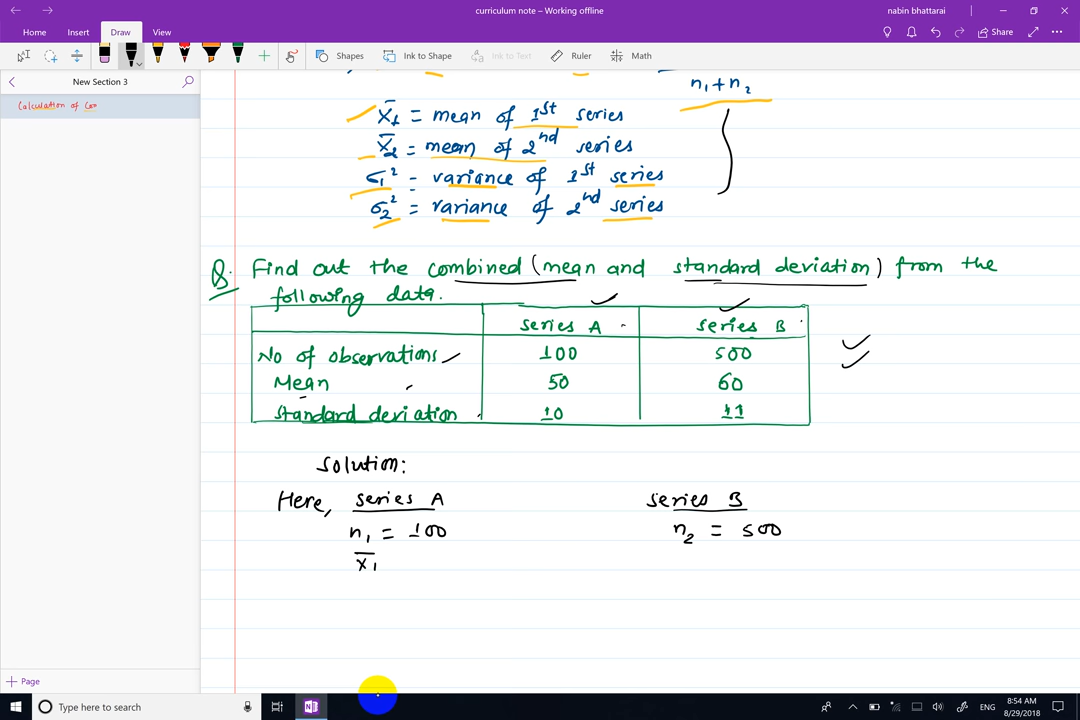 curriculum note – Working offline
nabin bhattarai
Home Insert Draw View
Share
Shapes Ink to Shape Ink to Text Ruler Math
New Section 3
Calculation of Com
n₁ + n₂
x̄₁ = mean of 1st series
x̄₂ = mean of 2nd series
σ₁² = variance of 1st series
σ₂² = variance of 2nd series
Q. Find out the combined (mean and standard deviation) from the
following data.
series A series B
No of observations 100 500
Mean 50 60
Standard deviation 10 11
Solution:
Here, series A series B
n₁ = 100 n₂ = 500
x̄₁
Page
Type here to search
ENG
8:54 AM
8/29/2018